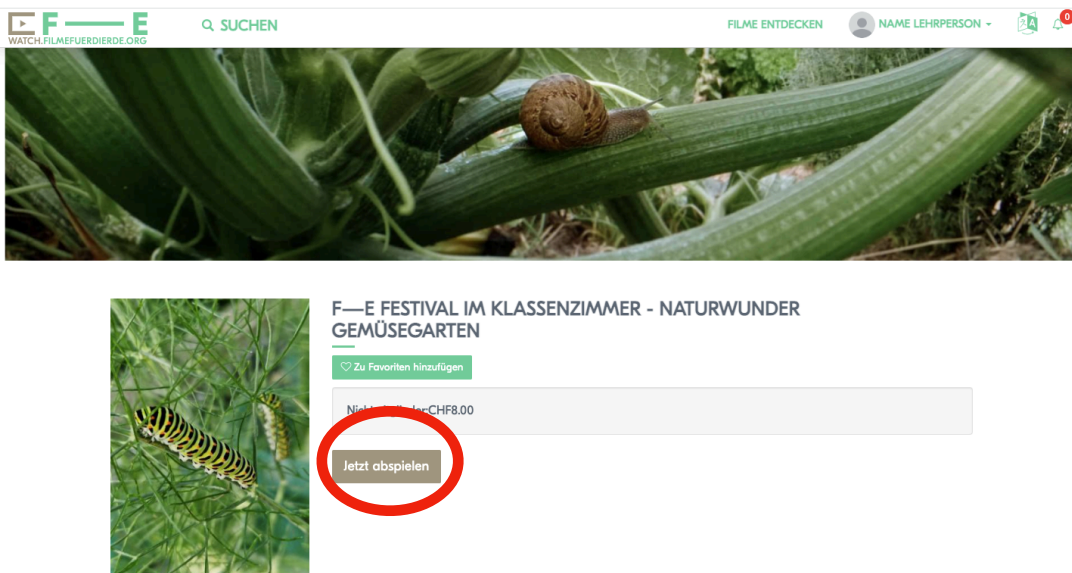 F — E
WATCH.FILMEFUERDIERDE.ORG
SUCHEN
FILME ENTDECKEN
NAME LEHRPERSON
0
F—E FESTIVAL IM KLASSENZIMMER - NATURWUNDER
GEMÜSEGARTEN
Zu Favoriten hinzufügen
CHF8.00
Jetzt abspielen